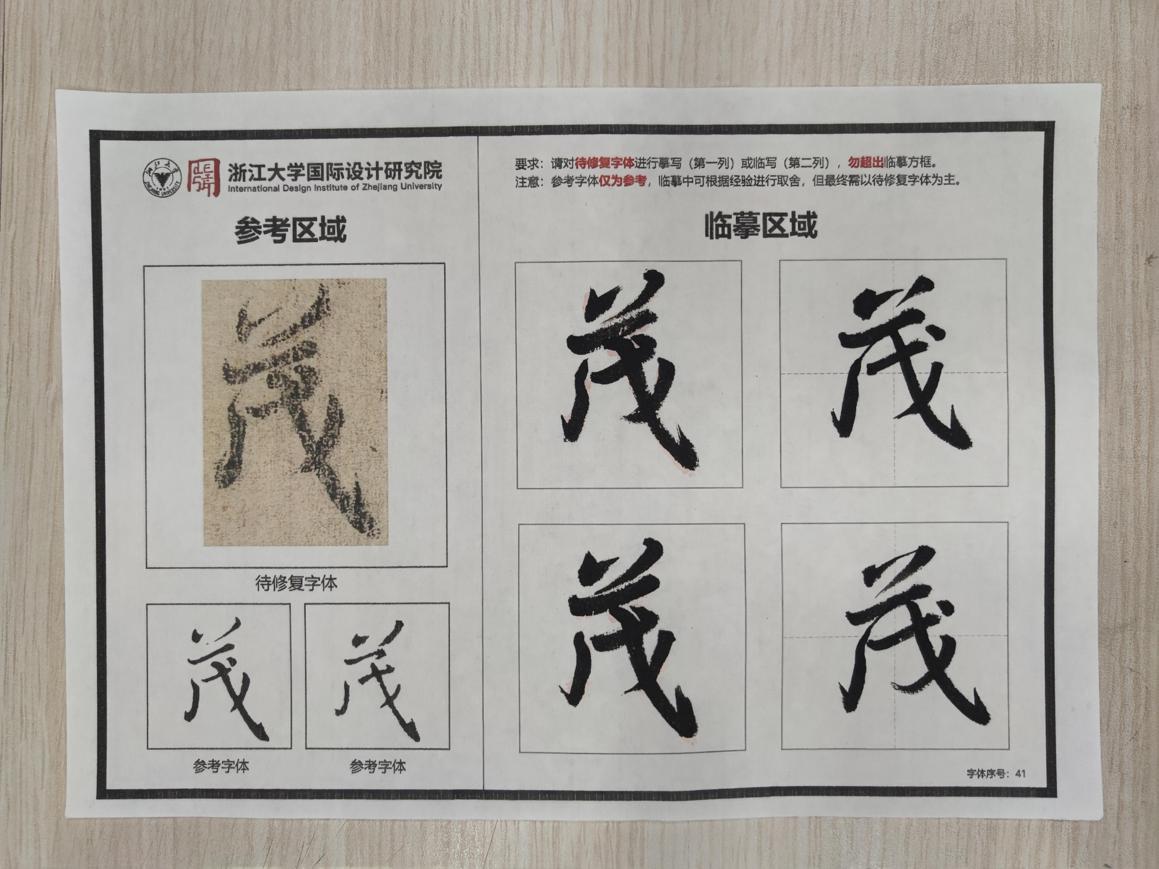 浙江大学国际设计研究院
International Design Institute of Zhejiang University
参考区域
茂
待修复字体
茂 茂
参考字体 参考字体
要求：请对待修复字体进行摹写（第一列）或临写（第二列），勿超出临摹方框。
注意：参考字体仅为参考，临摹中可根据经验进行取舍，但最终需以待修复字体为主。
临摹区域
茂 茂
茂 茂
字体序号：41